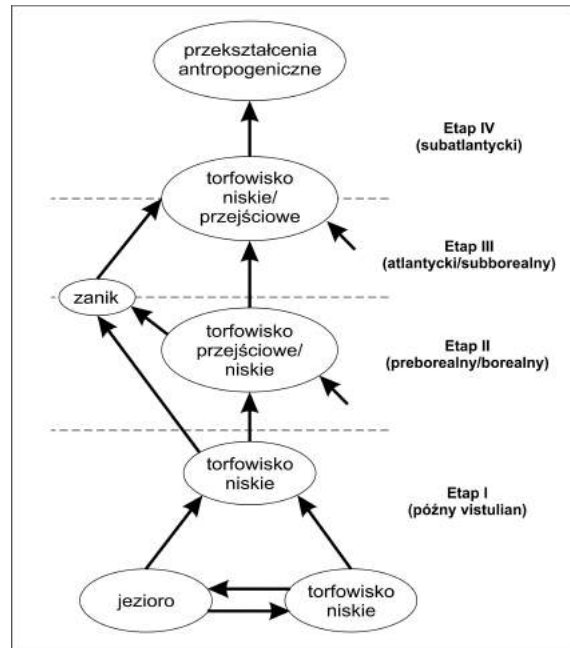 przekształcenia
antropogeniczne
Etap IV
(subatlantycki)
torfowisko
niskie/
przejściowe
Etap III
(atlantycki/subborealny)
zanik
torfowisko
przejściowe/
niskie
Etap II
(preborealny/borealny)
torfowisko
niskie
Etap I
(późny vistulian)
jezioro
torfowisko
niskie